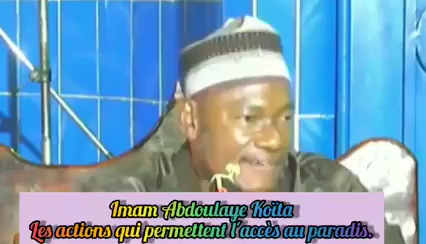 Imam Abdoulaye Koïta
Les actions qui permettent l'accès au paradis.